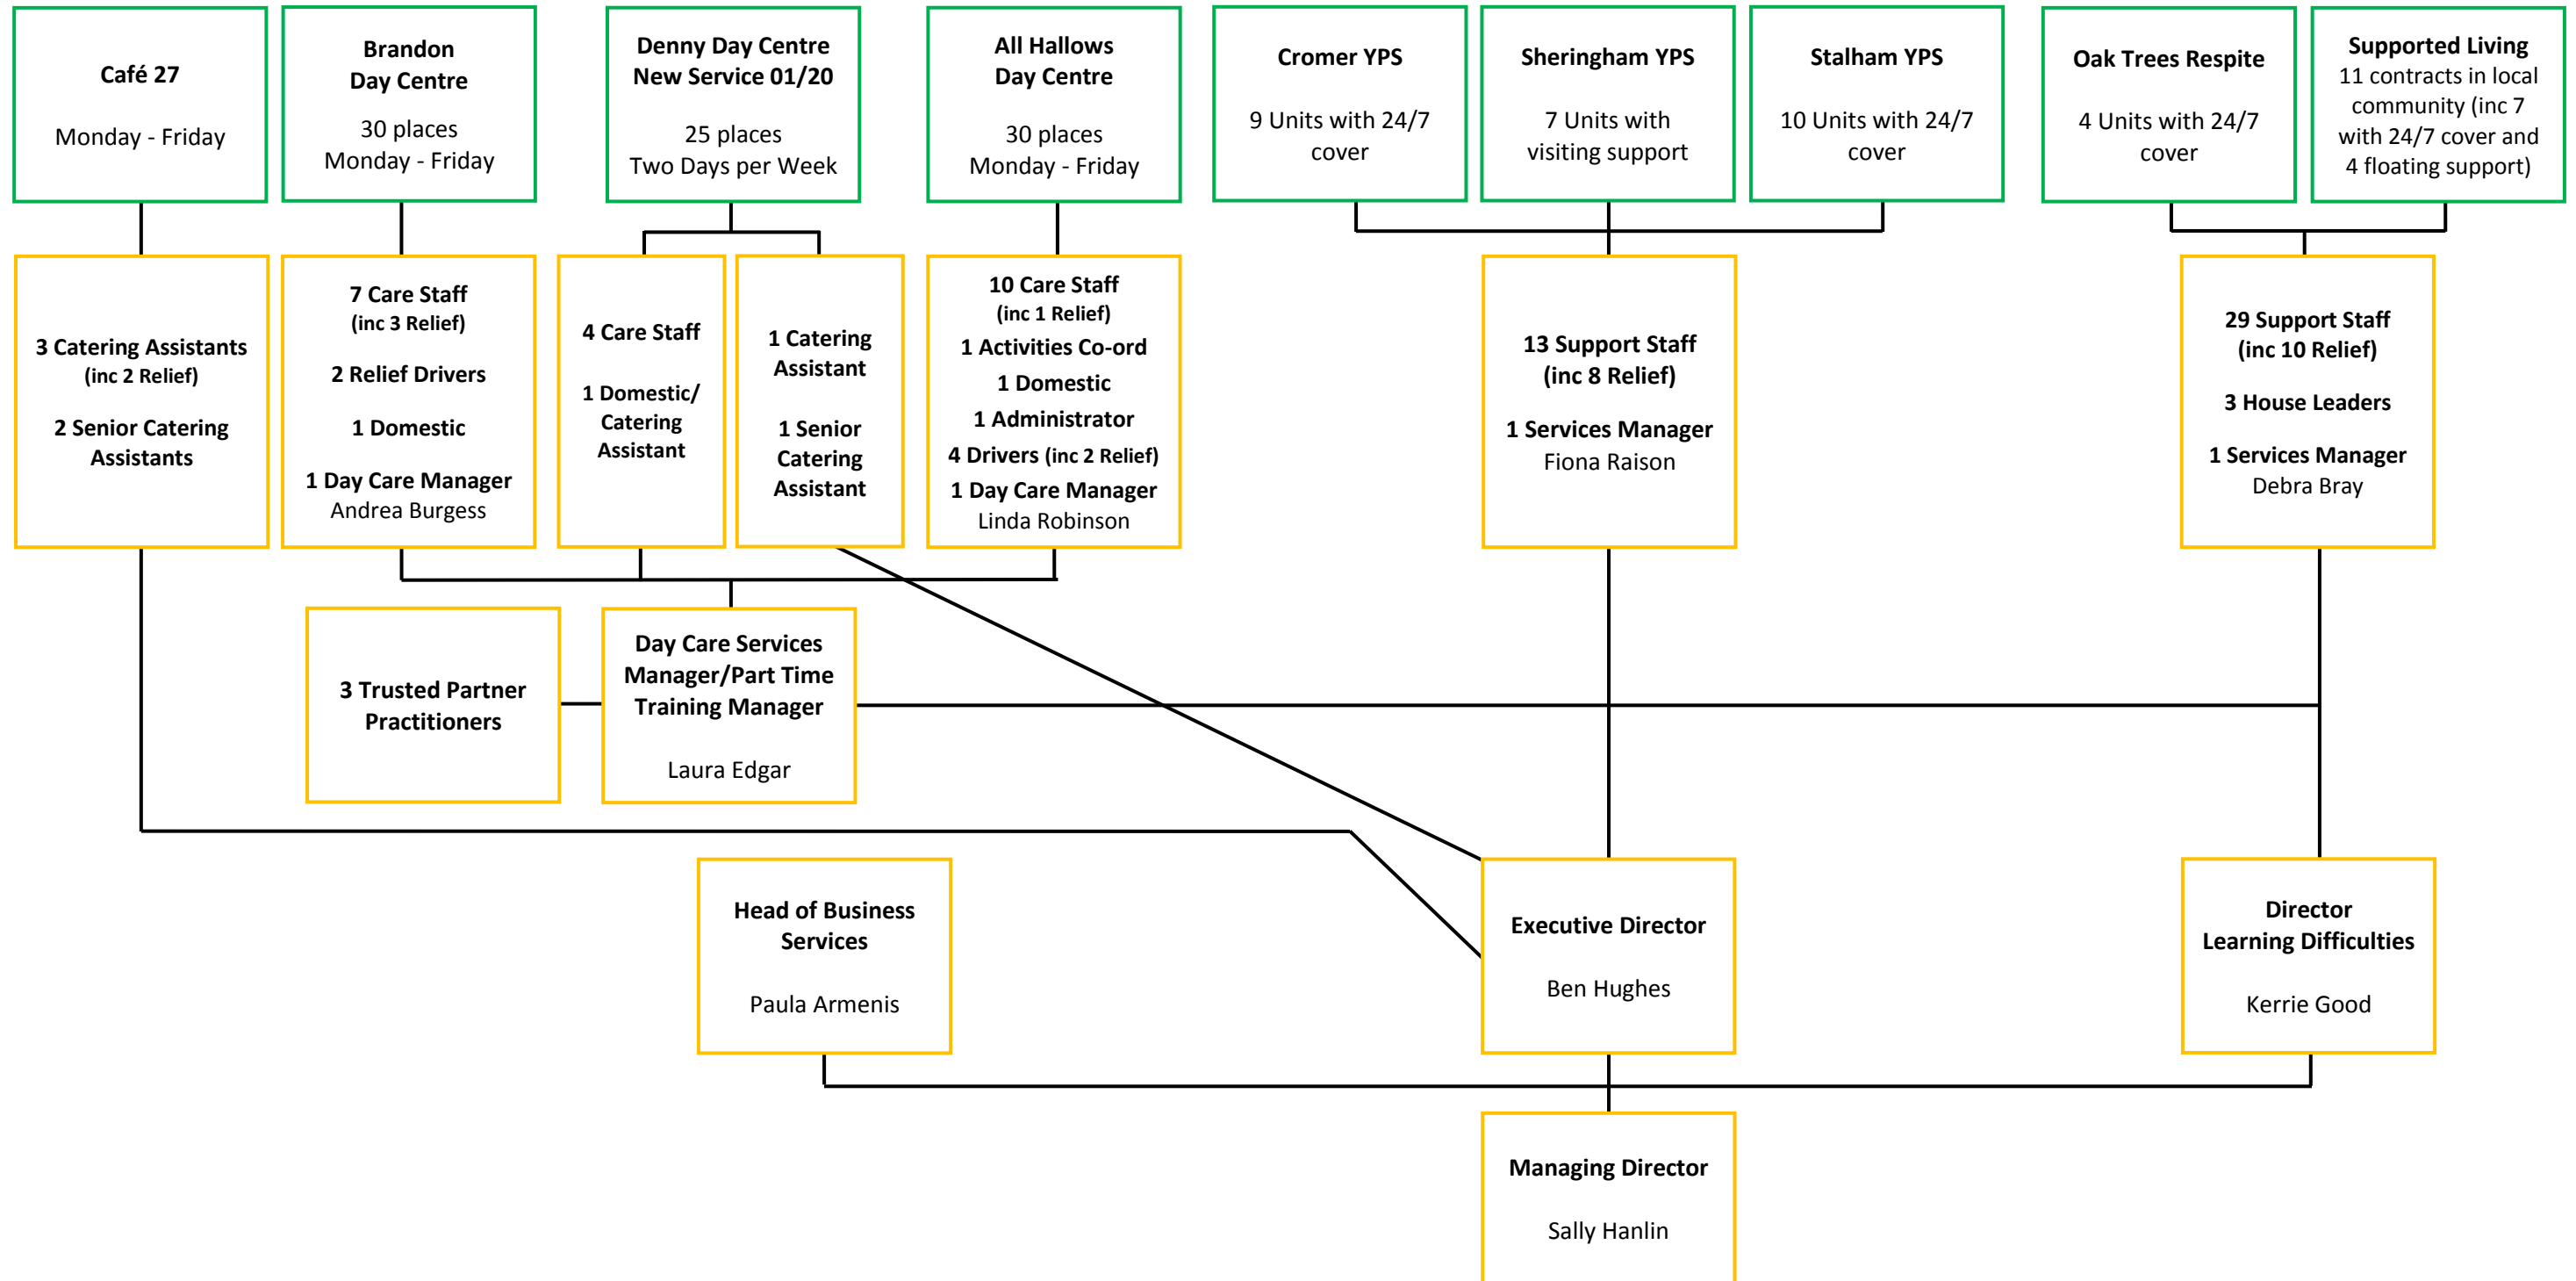 Café 27
Monday - Friday
Brandon
Day Centre
30 places
Monday - Friday
Denny Day Centre
New Service 01/20
25 places
Two Days per Week
All Hallows
Day Centre
30 places
Monday - Friday
Cromer YPS
9 Units with 24/7
cover
Sheringham YPS
7 Units with
visiting support
Stalham YPS
10 Units with 24/7
cover
Oak Trees Respite
4 Units with 24/7
cover
Supported Living
11 contracts in local
community (inc 7
with 24/7 cover and
4 floating support)
3 Catering Assistants
(inc 2 Relief)
2 Senior Catering
Assistants
7 Care Staff
(inc 3 Relief)
2 Relief Drivers
1 Domestic
1 Day Care Manager
Andrea Burgess
4 Care Staff
1 Domestic/
Catering
Assistant
1 Catering
Assistant
1 Senior
Catering
Assistant
10 Care Staff
(inc 1 Relief)
1 Activities Co-ord
1 Domestic
1 Administrator
4 Drivers (inc 2 Relief)
1 Day Care Manager
Linda Robinson
13 Support Staff
(inc 8 Relief)
1 Services Manager
Fiona Raison
29 Support Staff
(inc 10 Relief)
3 House Leaders
1 Services Manager
Debra Bray
3 Trusted Partner
Practitioners
Day Care Services
Manager/Part Time
Training Manager
Laura Edgar
Head of Business
Services
Paula Armenis
Executive Director
Ben Hughes
Director
Learning Difficulties
Kerrie Good
Managing Director
Sally Hanlin